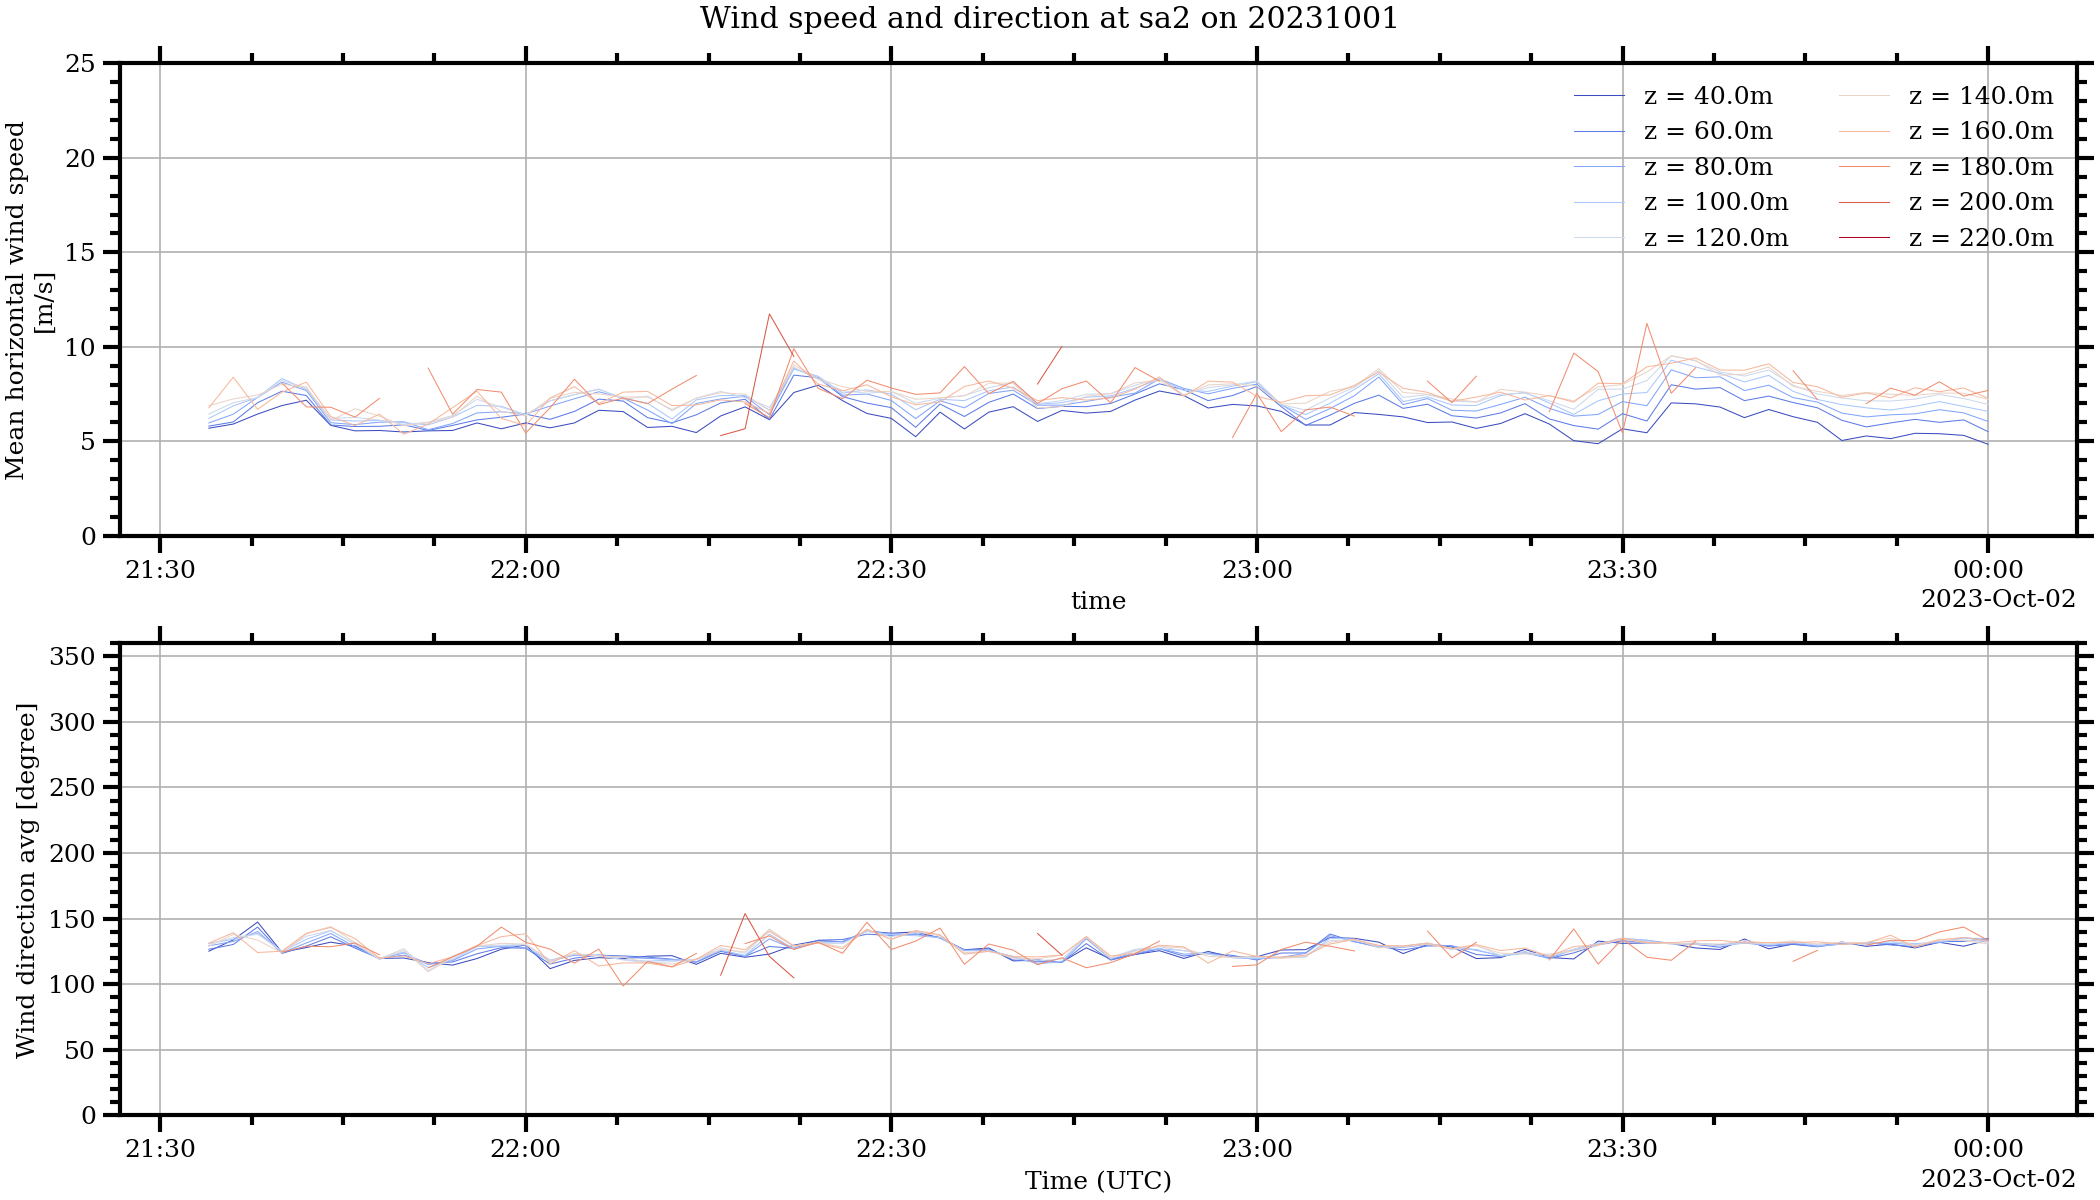 Wind speed and direction at sa2 on 20231001
Mean horizontal wind speed
[m/s]
25
20
15
10
5
0
z = 40.0m
z = 60.0m
z = 80.0m
z = 100.0m
z = 120.0m
z = 140.0m
z = 160.0m
z = 180.0m
z = 200.0m
z = 220.0m
21:30
22:00
22:30
23:00
23:30
00:00
time
2023-Oct-02
Wind direction avg [degree]
350
300
250
200
150
100
50
0
21:30
22:00
22:30
23:00
23:30
00:00
Time (UTC)
2023-Oct-02